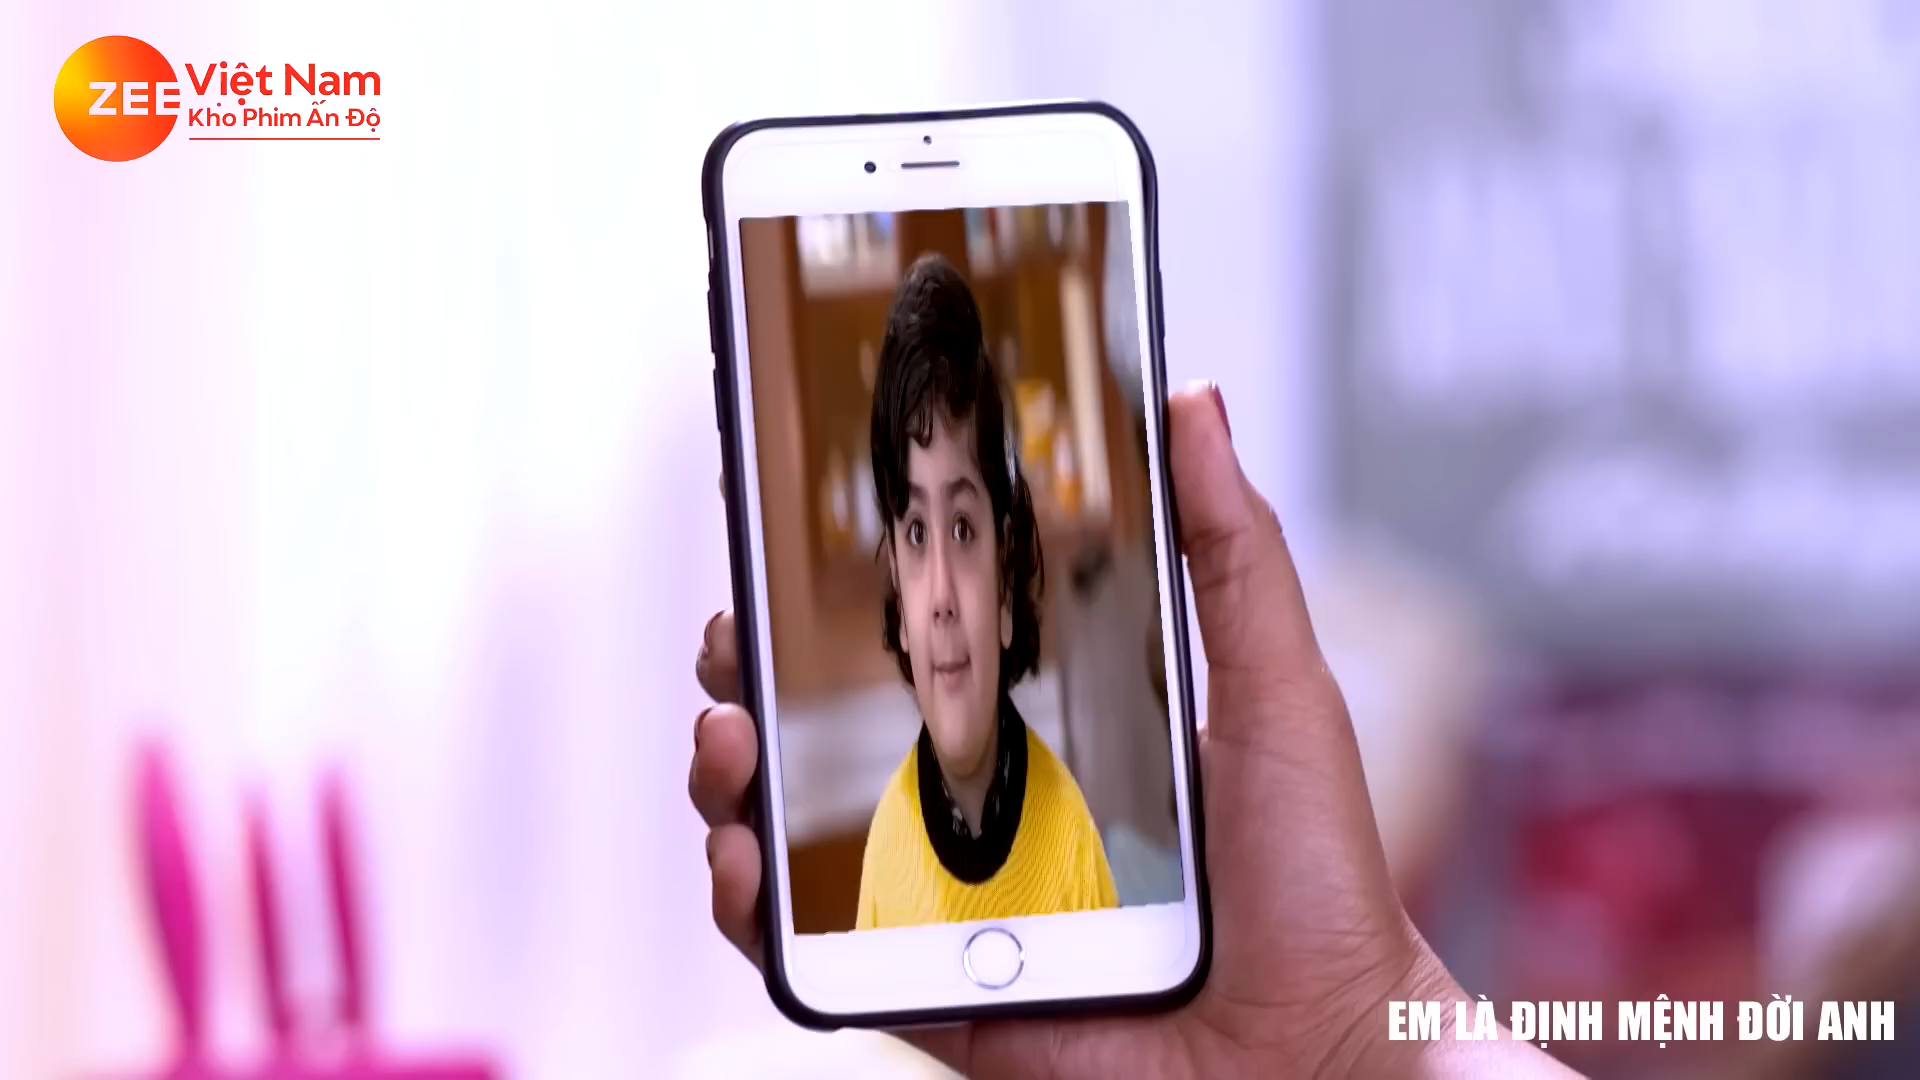 ZEE Việt Nam
Kho Phim Ấn Độ
EM LÀ ĐỊNH MỆNH ĐỜI ANH